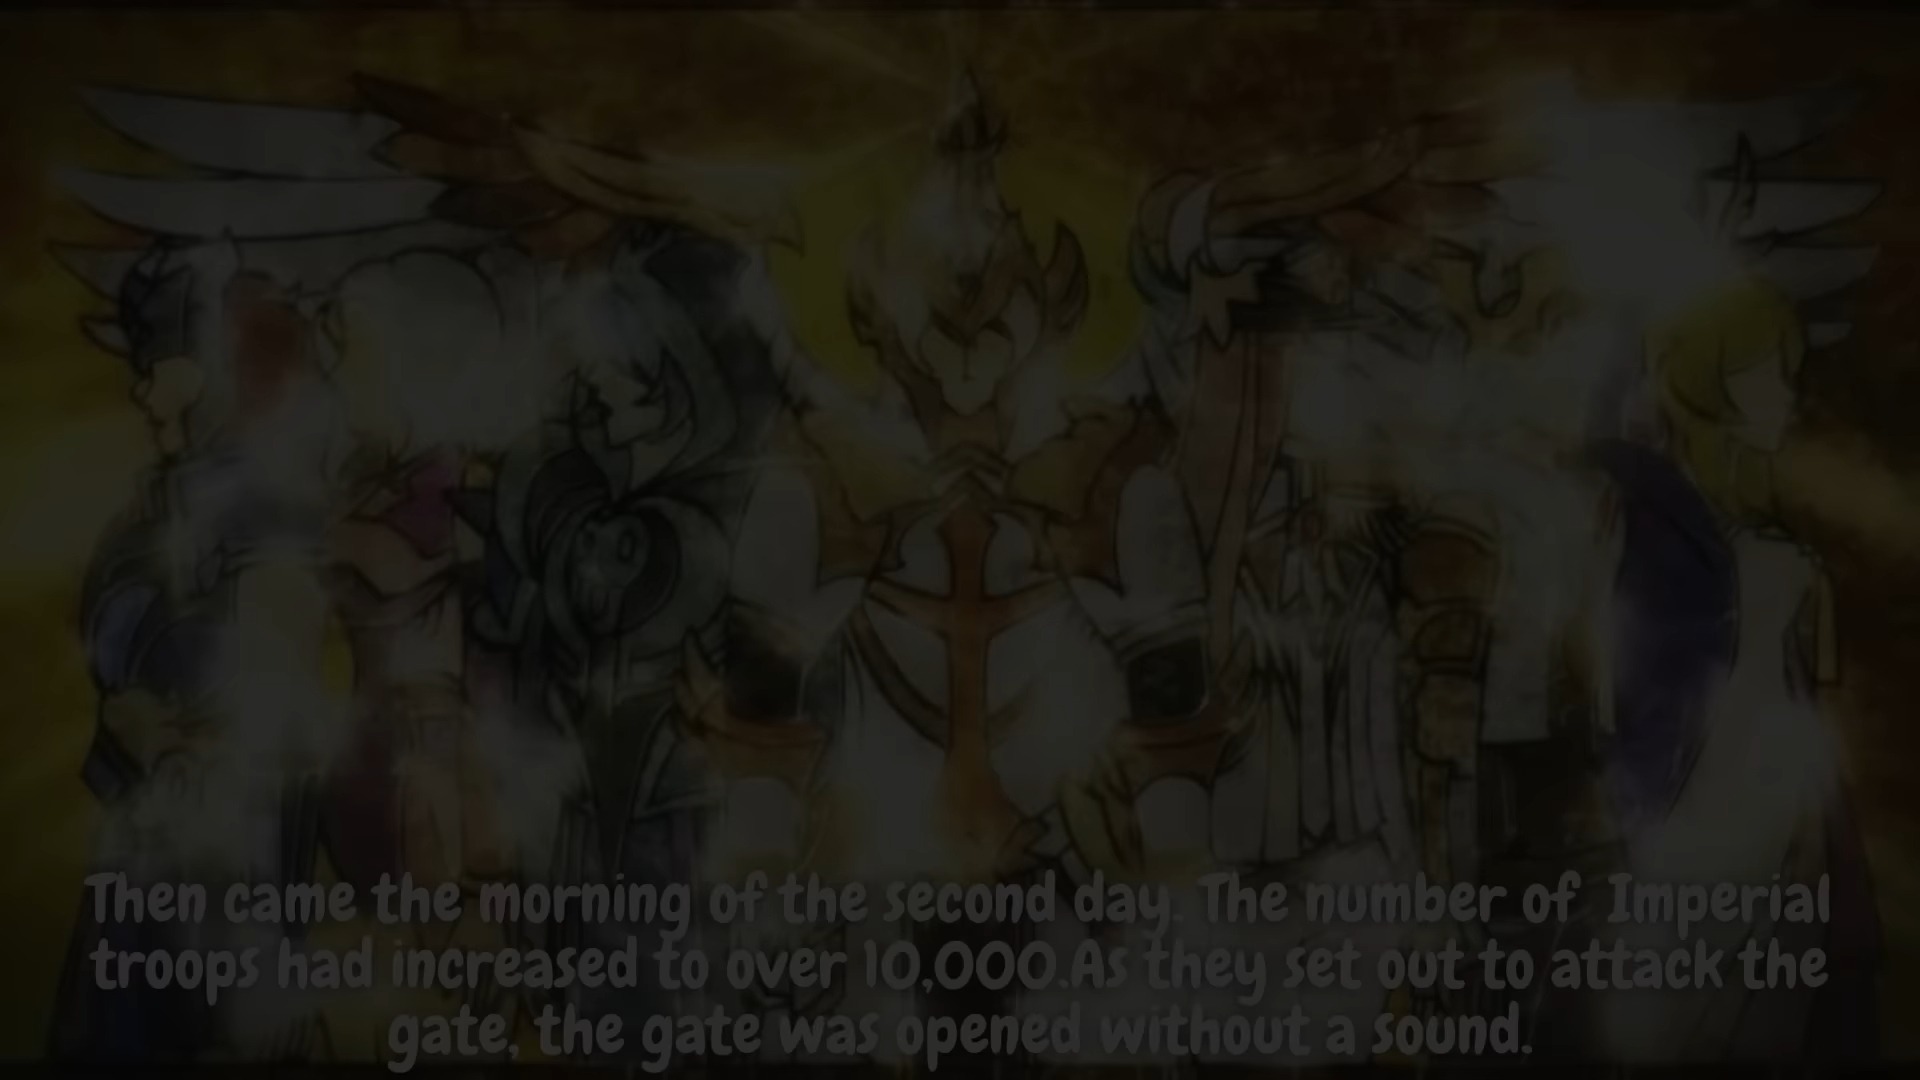 Then came the morning of the second day. The number of Imperial
troops had increased to over 10,000.As they set out to attack the
gate, the gate was opened without a sound.